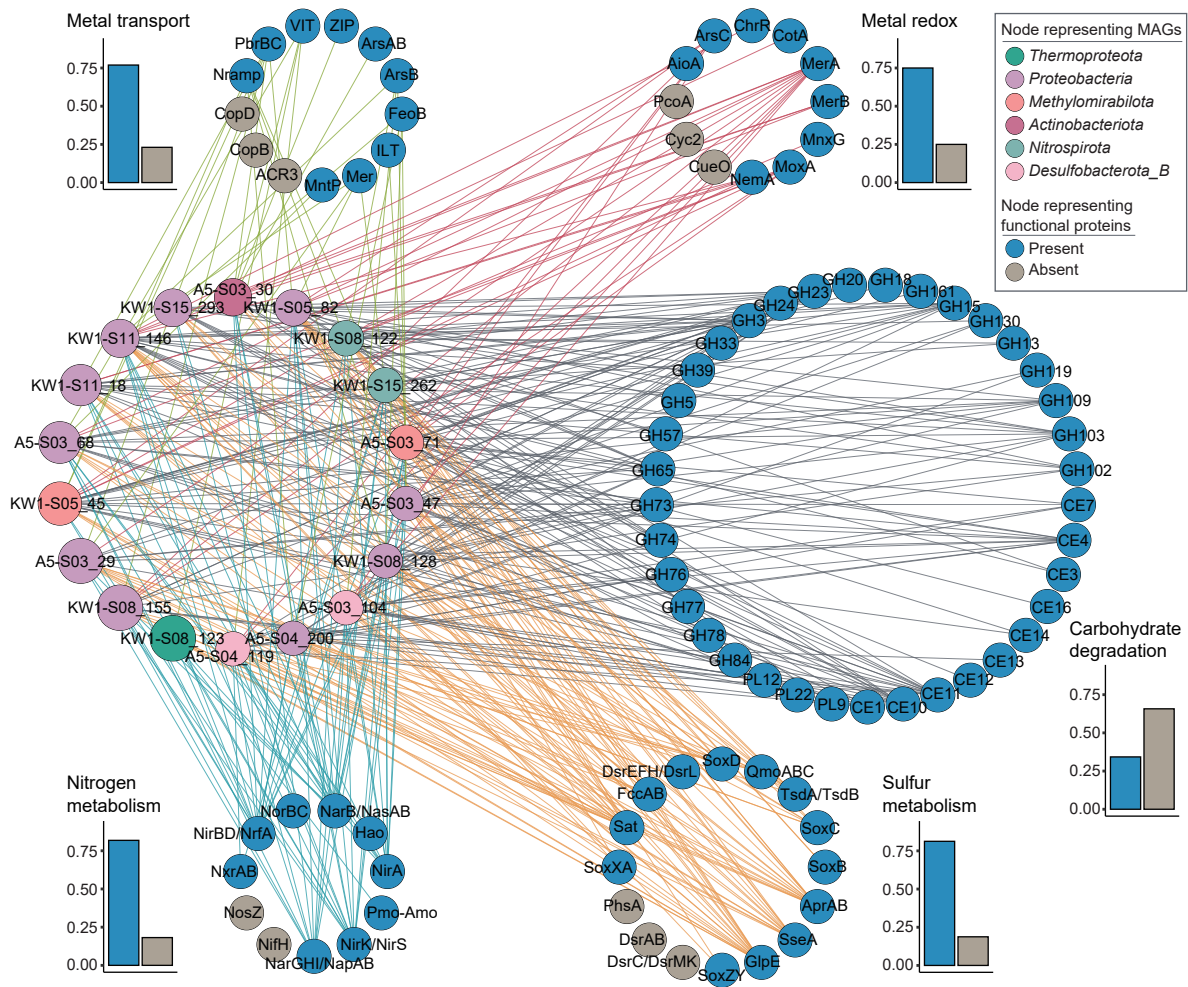 Metal transport
0.75
0.50
0.25
0.00
VIT
ZIP
PbrBC
ArsAB
Nramp
ArsB
CopD
FeoB
CopB
ILT
ACR3
Mer
MntP
ChrR
ArsC
CotA
AioA
MerA
PcoA
MerB
Cyc2
MnxG
CueO
MoxA
NemA
Metal redox
0.75
0.50
0.25
0.00
Node representing MAGs
Thermoproteota
Proteobacteria
Methylomirabilota
Actinobacteriota
Nitrospirota
Desulfobacterota_B
Node representing
functional proteins
Present
Absent
A5-S03_30
KW1-S15_293
KW1-S05_82
KW1-S11_146
KW1-S08_122
KW1-S11_18
KW1-S15_262
A5-S03_68
A5-S03_71
KW1-S05_45
A5-S03_47
A5-S03_29
KW1-S08_128
KW1-S08_155
A5-S03_104
KW1-S08_123
A5-S04_200
A5-S04_119
GH20
GH18
GH23
GH161
GH24
GH15
GH3
GH130
GH33
GH13
GH39
GH119
GH5
GH109
GH57
GH103
GH65
GH102
GH73
CE7
GH74
CE4
GH76
CE3
GH77
CE16
GH78
CE14
GH84
CE13
PL12
CE12
PL22
CE11
PL9
CE1
CE10
Carbohydrate
degradation
0.75
0.50
0.25
0.00
Nitrogen
metabolism
0.75
0.50
0.25
0.00
NorBC
NarB/NasAB
NirBD/NrfA
Hao
NxrAB
NirA
NosZ
Pmo-Amo
NifH
NirK/NirS
NarGHI/NapAB
SoxD
DsrEFH/DsrL
QmoABC
FccAB
TsdA/TsdB
Sat
SoxC
SoxXA
SoxB
PhsA
AprAB
DsrAB
SseA
DsrC/DsrMK
GlpE
SoxZY
Sulfur
metabolism
0.75
0.50
0.25
0.00